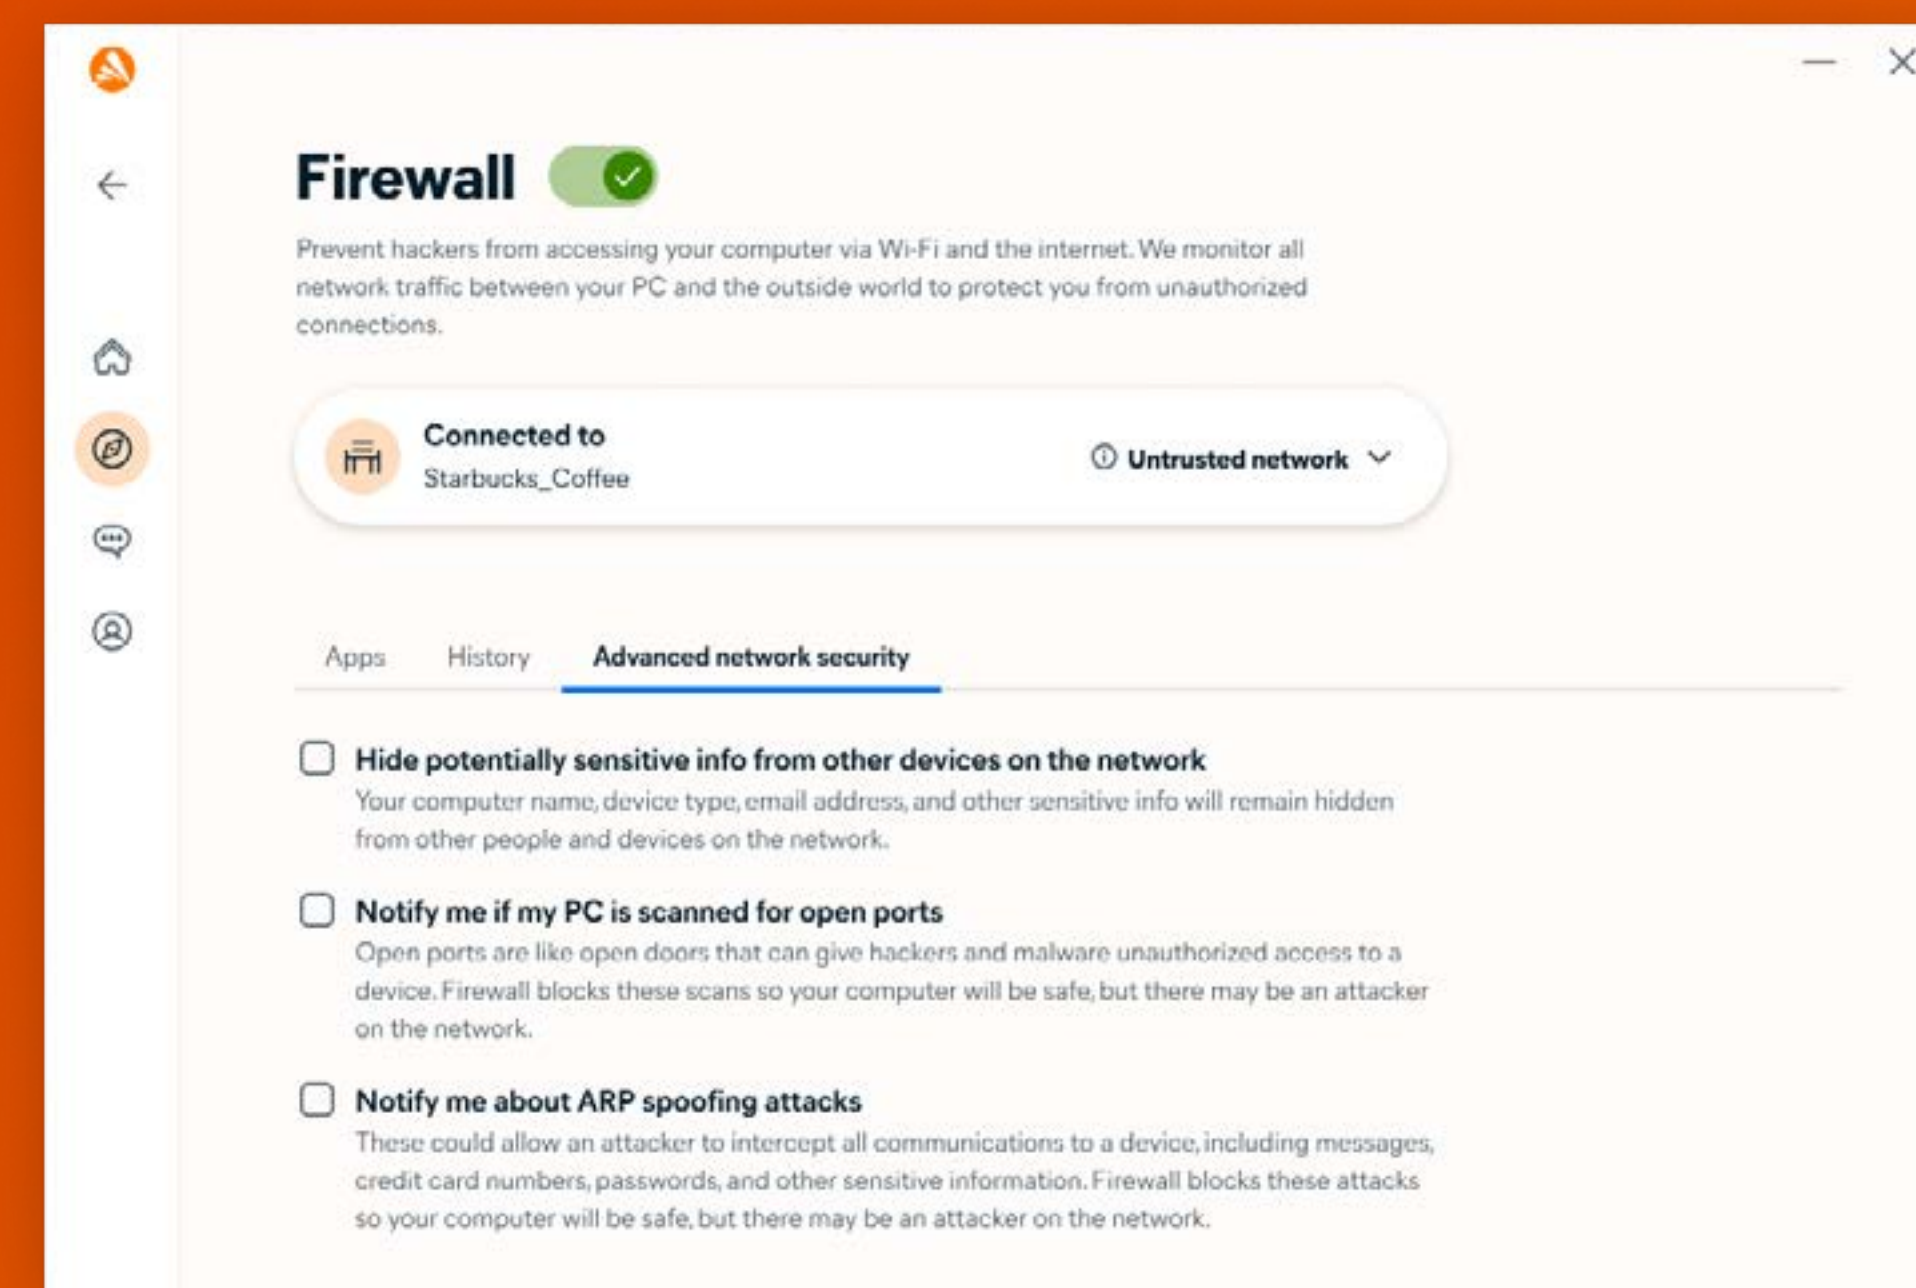 Firewall
Prevent hackers from accessing your computer via Wi-Fi and the internet. We monitor all
network traffic between your PC and the outside world to protect you from unauthorized
connections.
Connected to
Starbucks_Coffee
Untrusted network
Apps History Advanced network security
Hide potentially sensitive info from other devices on the network
Your computer name, device type, email address, and other sensitive info will remain hidden
from other people and devices on the network.
Notify me if my PC is scanned for open ports
Open ports are like open doors that can give hackers and malware unauthorized access to a
device. Firewall blocks these scans so your computer will be safe, but there may be an attacker
on the network.
Notify me about ARP spoofing attacks
These could allow an attacker to intercept all communications to a device, including messages,
credit card numbers, passwords, and other sensitive information. Firewall blocks these attacks
so your computer will be safe, but there may be an attacker on the network.